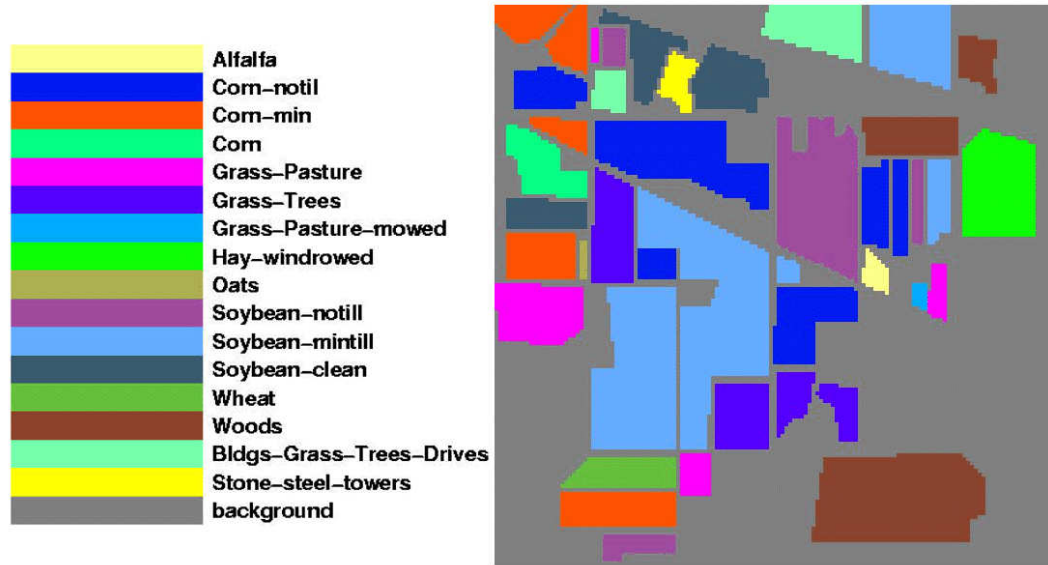 Alfalfa
Corn-notil
Corn-min
Corn
Grass-Pasture
Grass-Trees
Grass-Pasture-mowed
Hay-windrowed
Oats
Soybean-notill
Soybean-mintill
Soybean-clean
Wheat
Woods
Bldgs-Grass-Trees-Drives
Stone-steel-towers
background